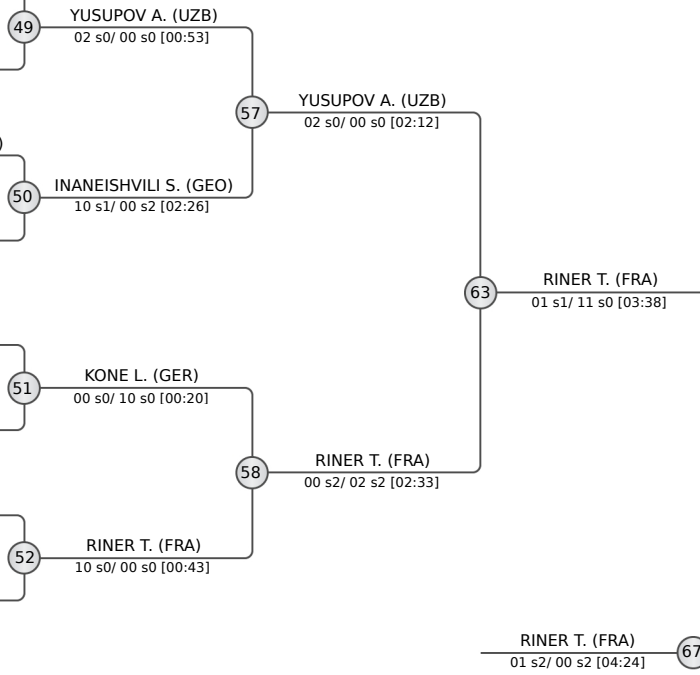 49
YUSUPOV A. (UZB)
02 s0/ 00 s0 [00:53]
57
YUSUPOV A. (UZB)
02 s0/ 00 s0 [02:12]
)
50
INANEISHVILI S. (GEO)
10 s1/ 00 s2 [02:26]
63
RINER T. (FRA)
01 s1/ 11 s0 [03:38]
51
KONE L. (GER)
00 s0/ 10 s0 [00:20]
58
RINER T. (FRA)
00 s2/ 02 s2 [02:33]
52
RINER T. (FRA)
10 s0/ 00 s0 [00:43]
RINER T. (FRA)
01 s2/ 00 s2 [04:24]
67